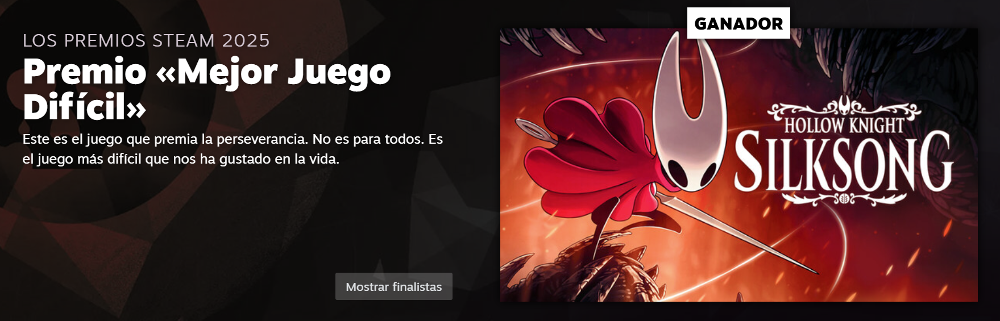 LOS PREMIOS STEAM 2025
Premio «Mejor Juego
Difícil»
Este es el juego que premia la perseverancia. No es para todos. Es
el juego más difícil que nos ha gustado en la vida.
Mostrar finalistas
GANADOR
HOLLOW KNIGHT
SILKSONG